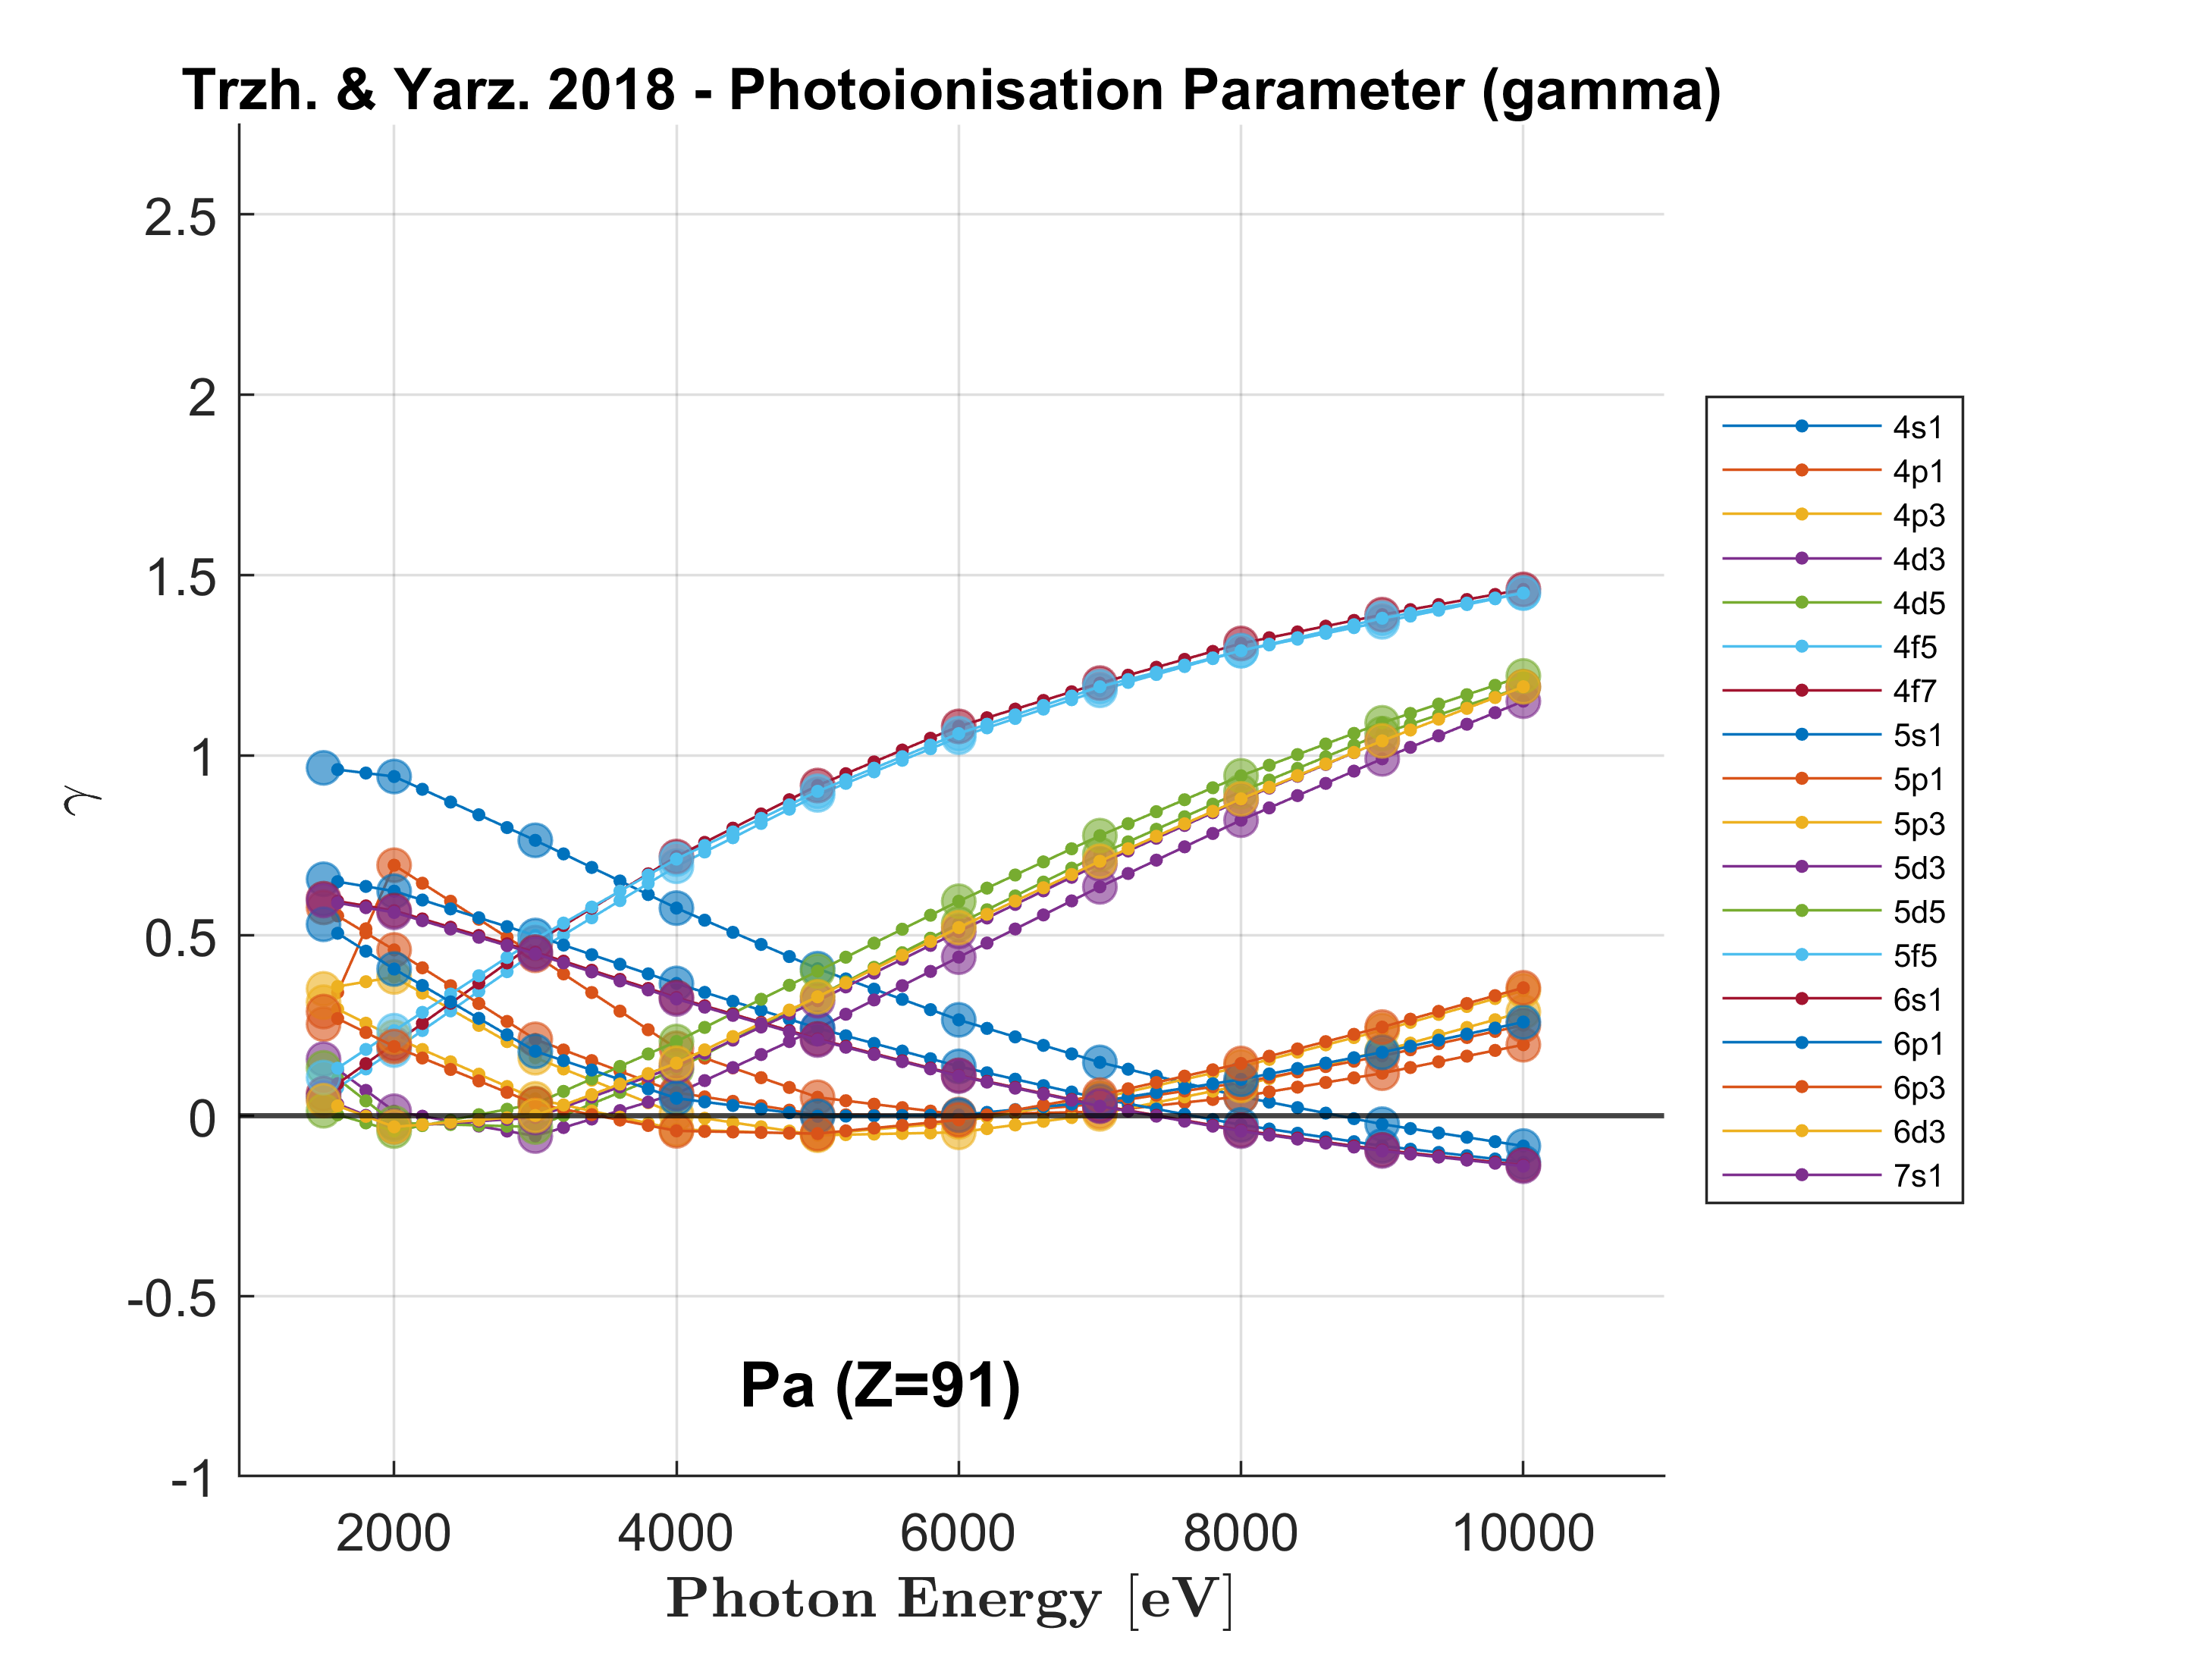 Trzh. & Yarz. 2018 - Photoionisation Parameter (gamma)
γ
2.5
2
1.5
1
0.5
0
-0.5
-1
Pa (Z=91)
2000 4000 6000 8000 10000
Photon Energy [eV]
4s1
4p1
4p3
4d3
4d5
4f5
4f7
5s1
5p1
5p3
5d3
5d5
5f5
6s1
6p1
6p3
6d3
7s1